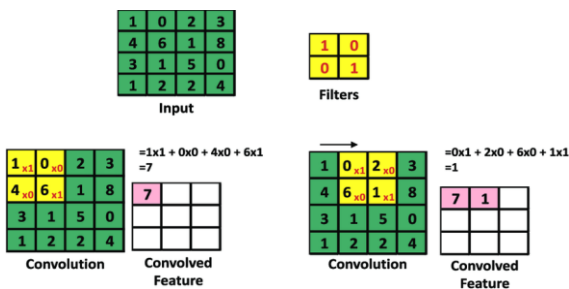 1 0 2 3
4 6 1 8
3 1 5 0
1 2 2 4
Input
1 0
0 1
Filters
1 x1 0 x0 2 3
4 x0 6 x1 1 8
3 1 5 0
1 2 2 4
Convolution
=1x1 + 0x0 + 4x0 + 6x1
=7
7
Convolved
Feature
1 0 x1 2 x0 3
4 6 x0 1 x1 8
3 1 5 0
1 2 2 4
Convolution
=0x1 + 2x0 + 6x0 + 1x1
=1
7 1
Convolved
Feature